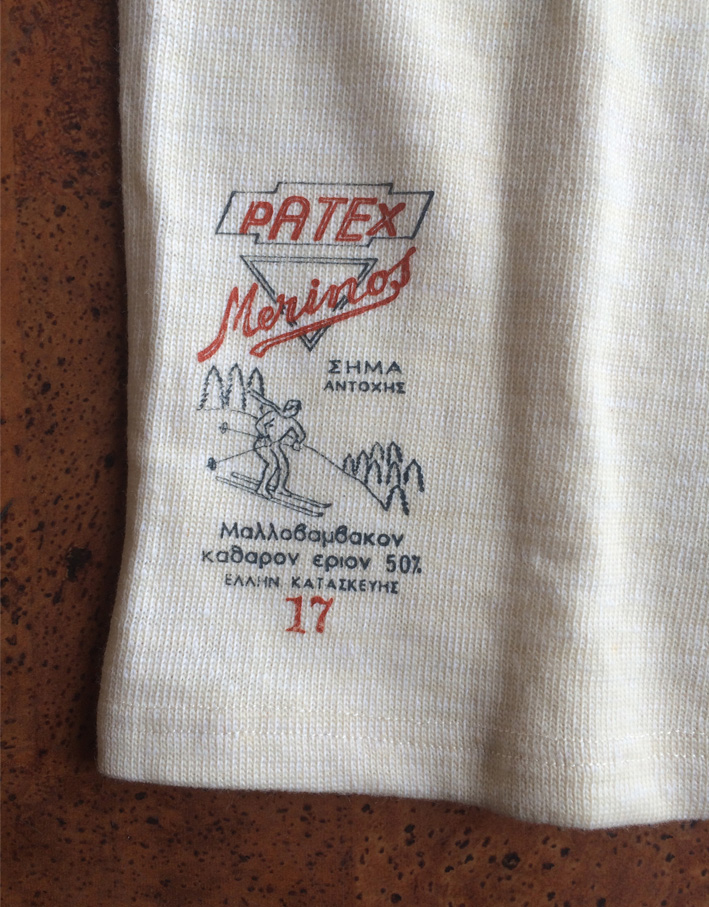 PATEX
Merinos
ΣΗΜΑ
ΑΝΤΟΧΗΣ
Μαλλοβαμβακον
καθαρον εριον 50%
ΕΛΛΗΝ ΚΑΤΑΣΚΕΥΗΣ
17